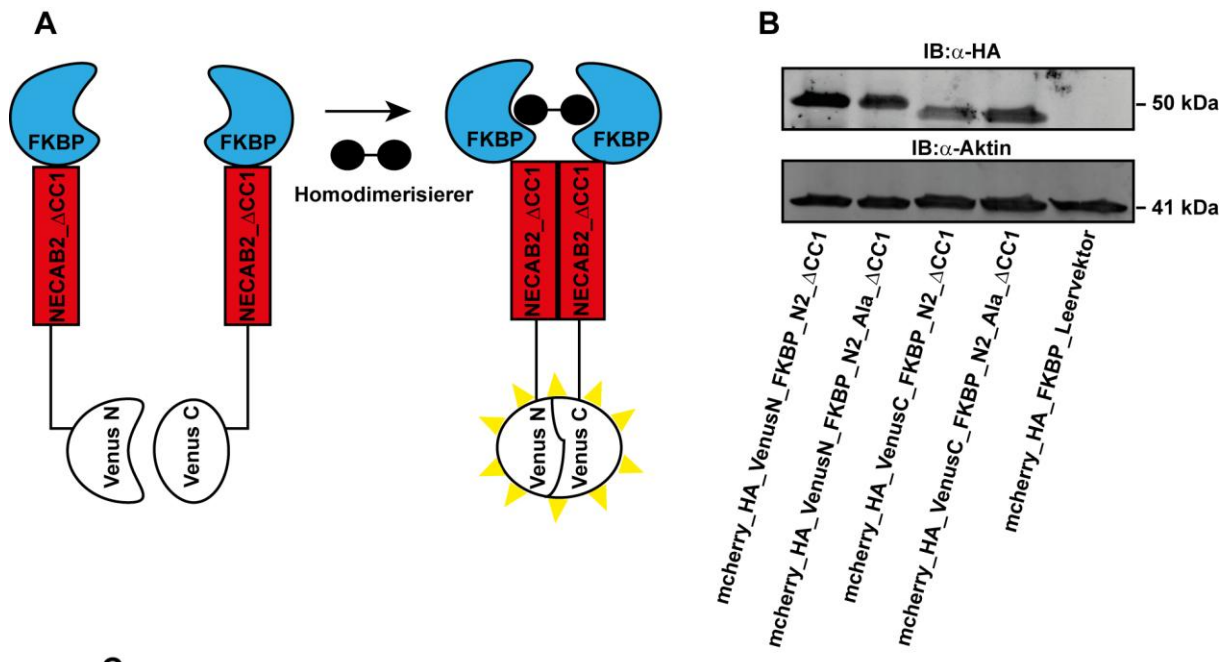 A
FKBP
FKBP
NECAB2_ΔCC1
NECAB2_ΔCC1
Venus N
Venus C
Homodimerisierer
FKBP
FKBP
NECAB2_ΔCC1
NECAB2_ΔCC1
Venus N
Venus C
B
IB:α-HA
– 50 kDa
IB:α-Aktin
– 41 kDa
mcherry_HA_VenusN_FKBP_N2_ΔCC1
mcherry_HA_VenusN_FKBP_N2_Ala_ΔCC1
mcherry_HA_VenusC_FKBP_N2_ΔCC1
mcherry_HA_VenusC_FKBP_N2_Ala_ΔCC1
mcherry_HA_FKBP_Leervektor